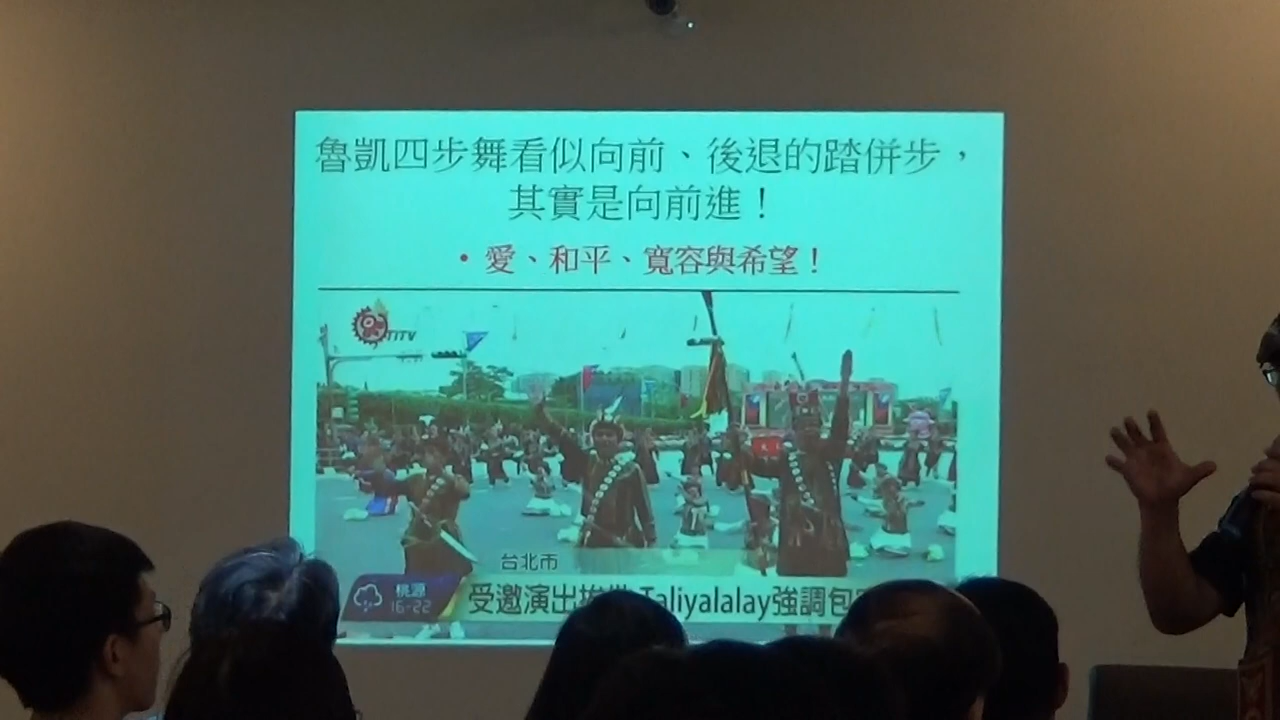 魯凱四步舞看似向前、後退的踏併步，
其實是向前進！
• 愛、和平、寬容與希望！
TITV
台北市
桃源
16-22
受邀演出 Taliyalalay強調包